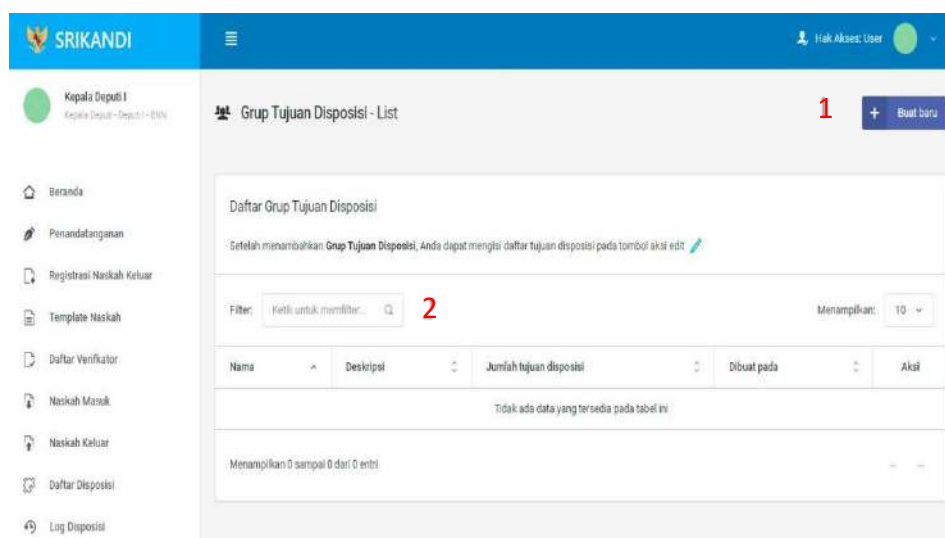 SRIKANDI
Hak Akses: User
Kepala Deputi I
Kepala Deputi - Deputi I - BNN
Grup Tujuan Disposisi - List
1
+ Buat baru
Beranda
Penandatanganan
Registrasi Naskah Keluar
Template Naskah
Daftar Verifikator
Naskah Masuk
Naskah Keluar
Daftar Disposisi
Log Disposisi
Daftar Grup Tujuan Disposisi
Setelah menambahkan Grup Tujuan Disposisi, Anda dapat mengisi daftar tujuan disposisi pada tombol aksi edit
Filter: Ketik untuk memfilter... 2 Menampilkan: 10
Nama Deskripsi Jumlah tujuan disposisi Dibuat pada Aksi
Tidak ada data yang tersedia pada tabel ini
Menampilkan 0 sampai 0 dari 0 entri